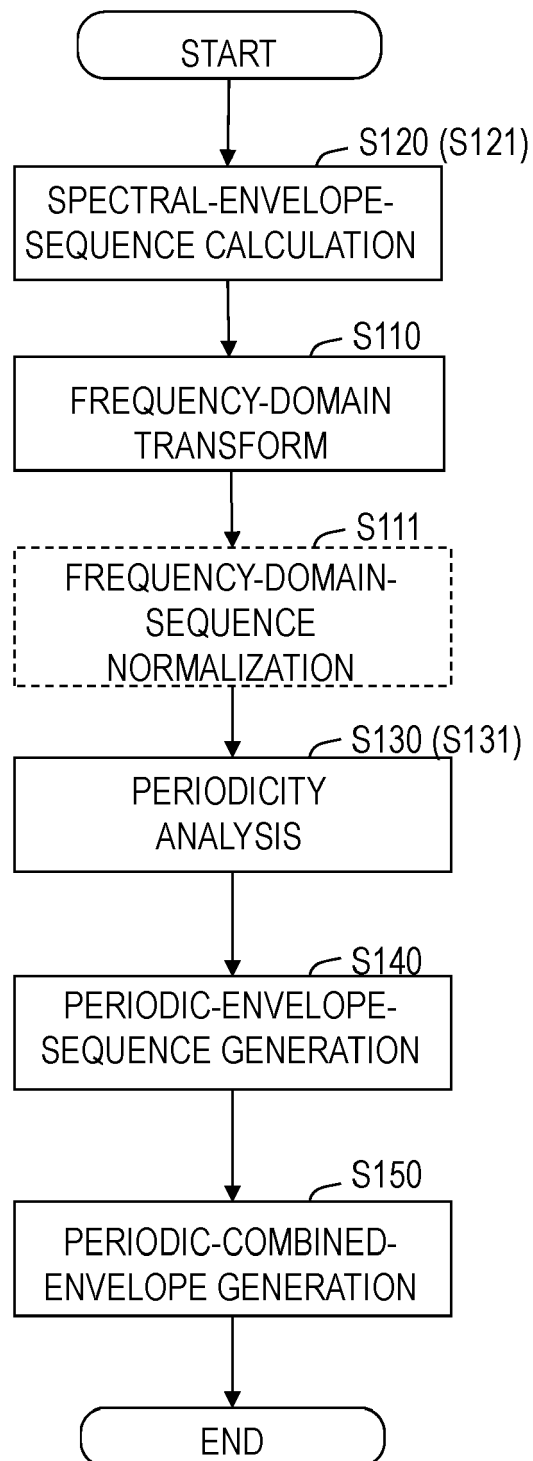 START
S120 (S121)
SPECTRAL-ENVELOPE-
SEQUENCE CALCULATION
S110
FREQUENCY-DOMAIN
TRANSFORM
S111
FREQUENCY-DOMAIN-
SEQUENCE
NORMALIZATION
S130 (S131)
PERIODICITY
ANALYSIS
S140
PERIODIC-ENVELOPE-
SEQUENCE GENERATION
S150
PERIODIC-COMBINED-
ENVELOPE GENERATION
END